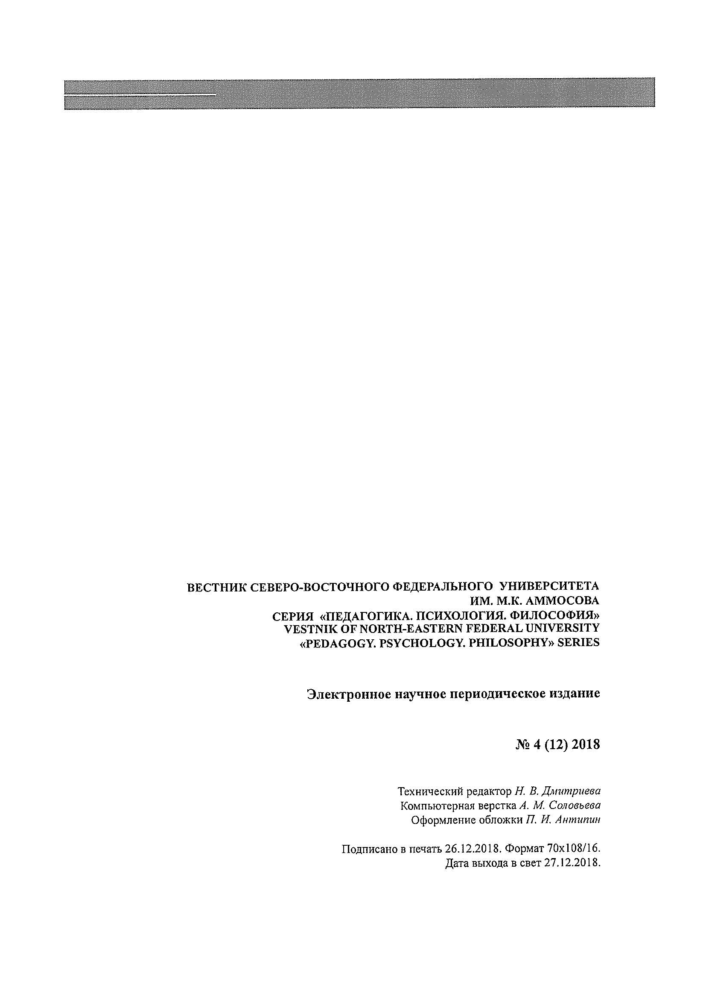 ВЕСТНИК СЕВЕРО-ВОСТОЧНОГО ФЕДЕРАЛЬНОГО УНИВЕРСИТЕТА
ИМ. М.К. АММОСОВА
СЕРИЯ «ПЕДАГОГИКА. ПСИХОЛОГИЯ. ФИЛОСОФИЯ»
VESTNIK OF NORTH-EASTERN FEDERAL UNIVERSITY
«PEDAGOGY. PSYCHOLOGY. PHILOSOPHY» SERIES
Электронное научное периодическое издание
№ 4 (12) 2018
Технический редактор Н. В. Дмитриева
Компьютерная верстка А. М. Соловьева
Оформление обложки П. И. Антипин
Подписано в печать 26.12.2018. Формат 70х108/16.
Дата выхода в свет 27.12.2018.